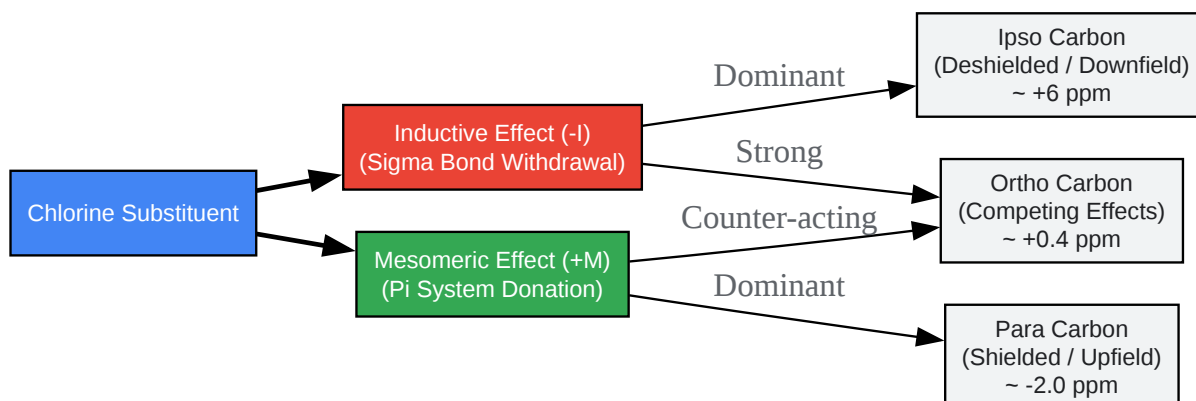 Chlorine Substituent
Inductive Effect (-I)
(Sigma Bond Withdrawal)
Mesomeric Effect (+M)
(Pi System Donation)
Dominant
Strong
Counter-acting
Dominant
Ipso Carbon
(Deshielded / Downfield)
~ +6 ppm
Ortho Carbon
(Competing Effects)
~ +0.4 ppm
Para Carbon
(Shielded / Upfield)
~ -2.0 ppm